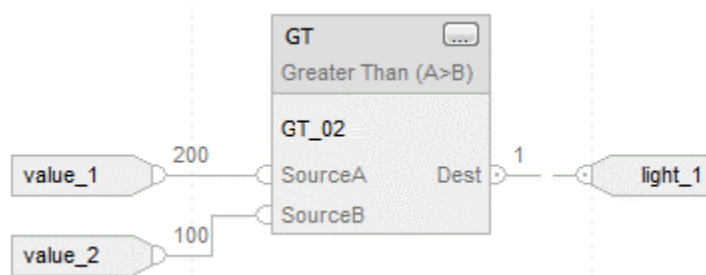 GT
...
Greater Than (A>B)
GT_02
200
value_1
SourceA
Dest
1
light_1
SourceB
100
value_2